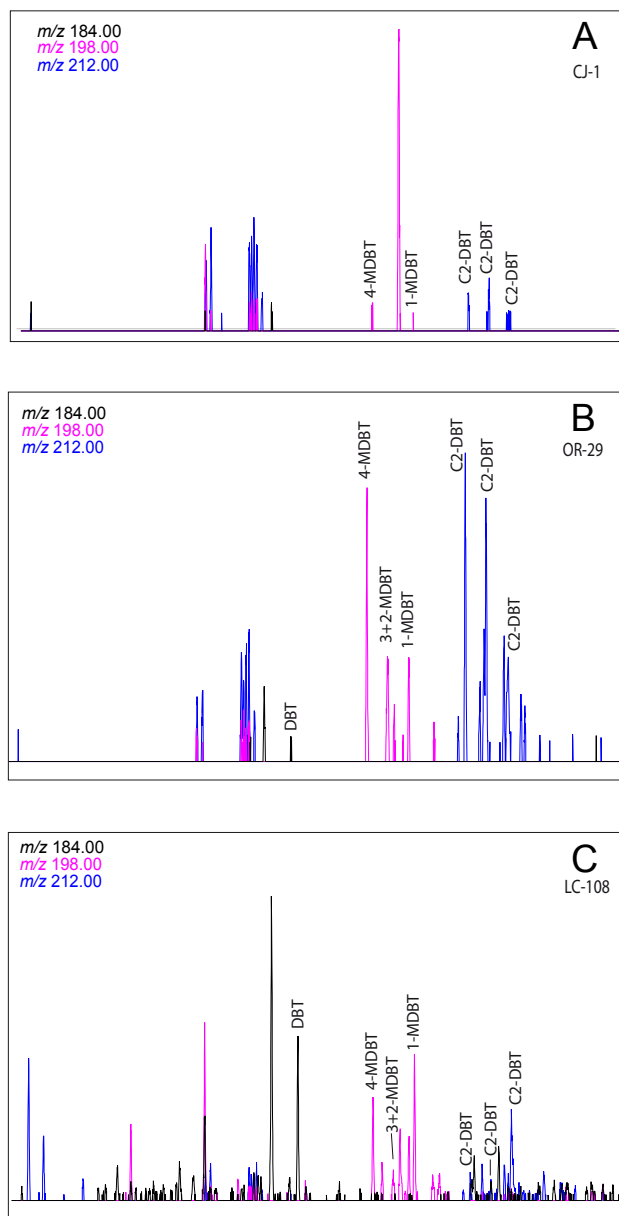 m/z 184.00
m/z 198.00
m/z 212.00
A
CJ-1
4-MDBT
1-MDBT
C2-DBT
C2-DBT
C2-DBT
m/z 184.00
m/z 198.00
m/z 212.00
B
OR-29
DBT
4-MDBT
3+2-MDBT
1-MDBT
C2-DBT
C2-DBT
C2-DBT
m/z 184.00
m/z 198.00
m/z 212.00
C
LC-108
DBT
4-MDBT
3+2-MDBT
1-MDBT
C2-DBT
C2-DBT
C2-DBT